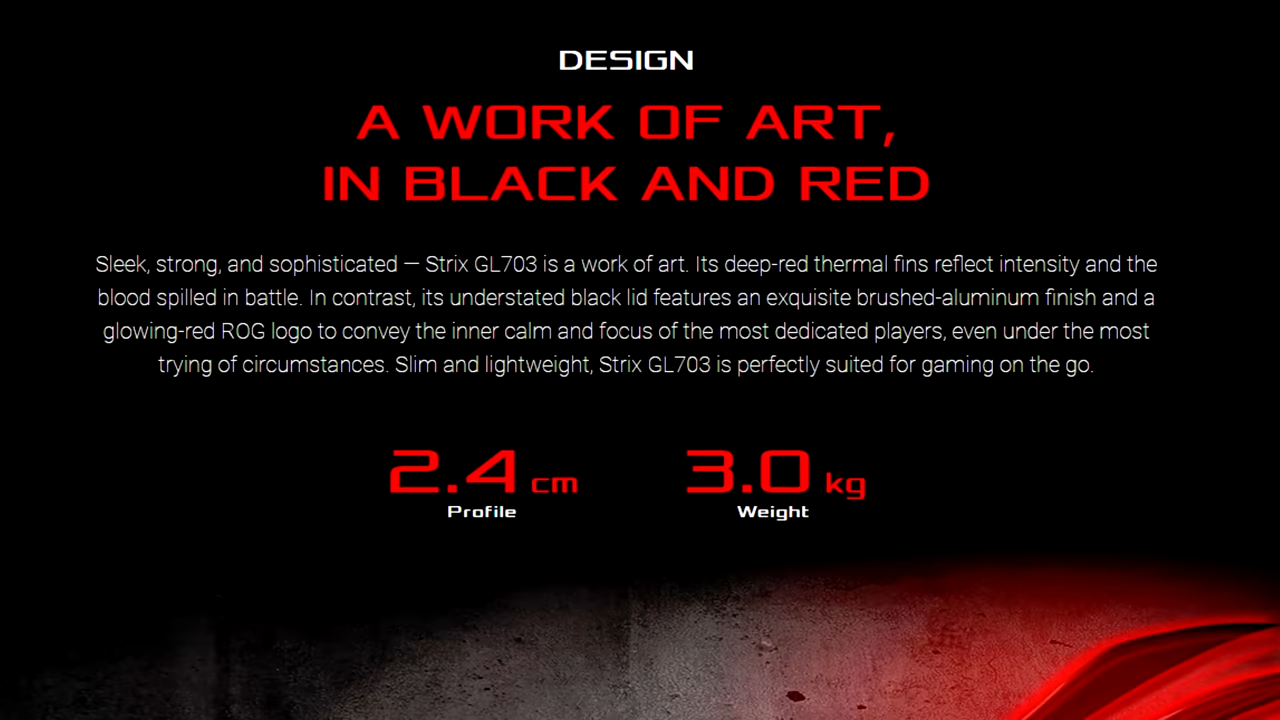 DESIGN
A WORK OF ART,
IN BLACK AND RED
Sleek, strong, and sophisticated — Strix GL703 is a work of art. Its deep-red thermal fins reflect intensity and the
blood spilled in battle. In contrast, its understated black lid features an exquisite brushed-aluminum finish and a
glowing-red ROG logo to convey the inner calm and focus of the most dedicated players, even under the most
trying of circumstances. Slim and lightweight, Strix GL703 is perfectly suited for gaming on the go.
2.4 cm 3.0 kg
Profile Weight